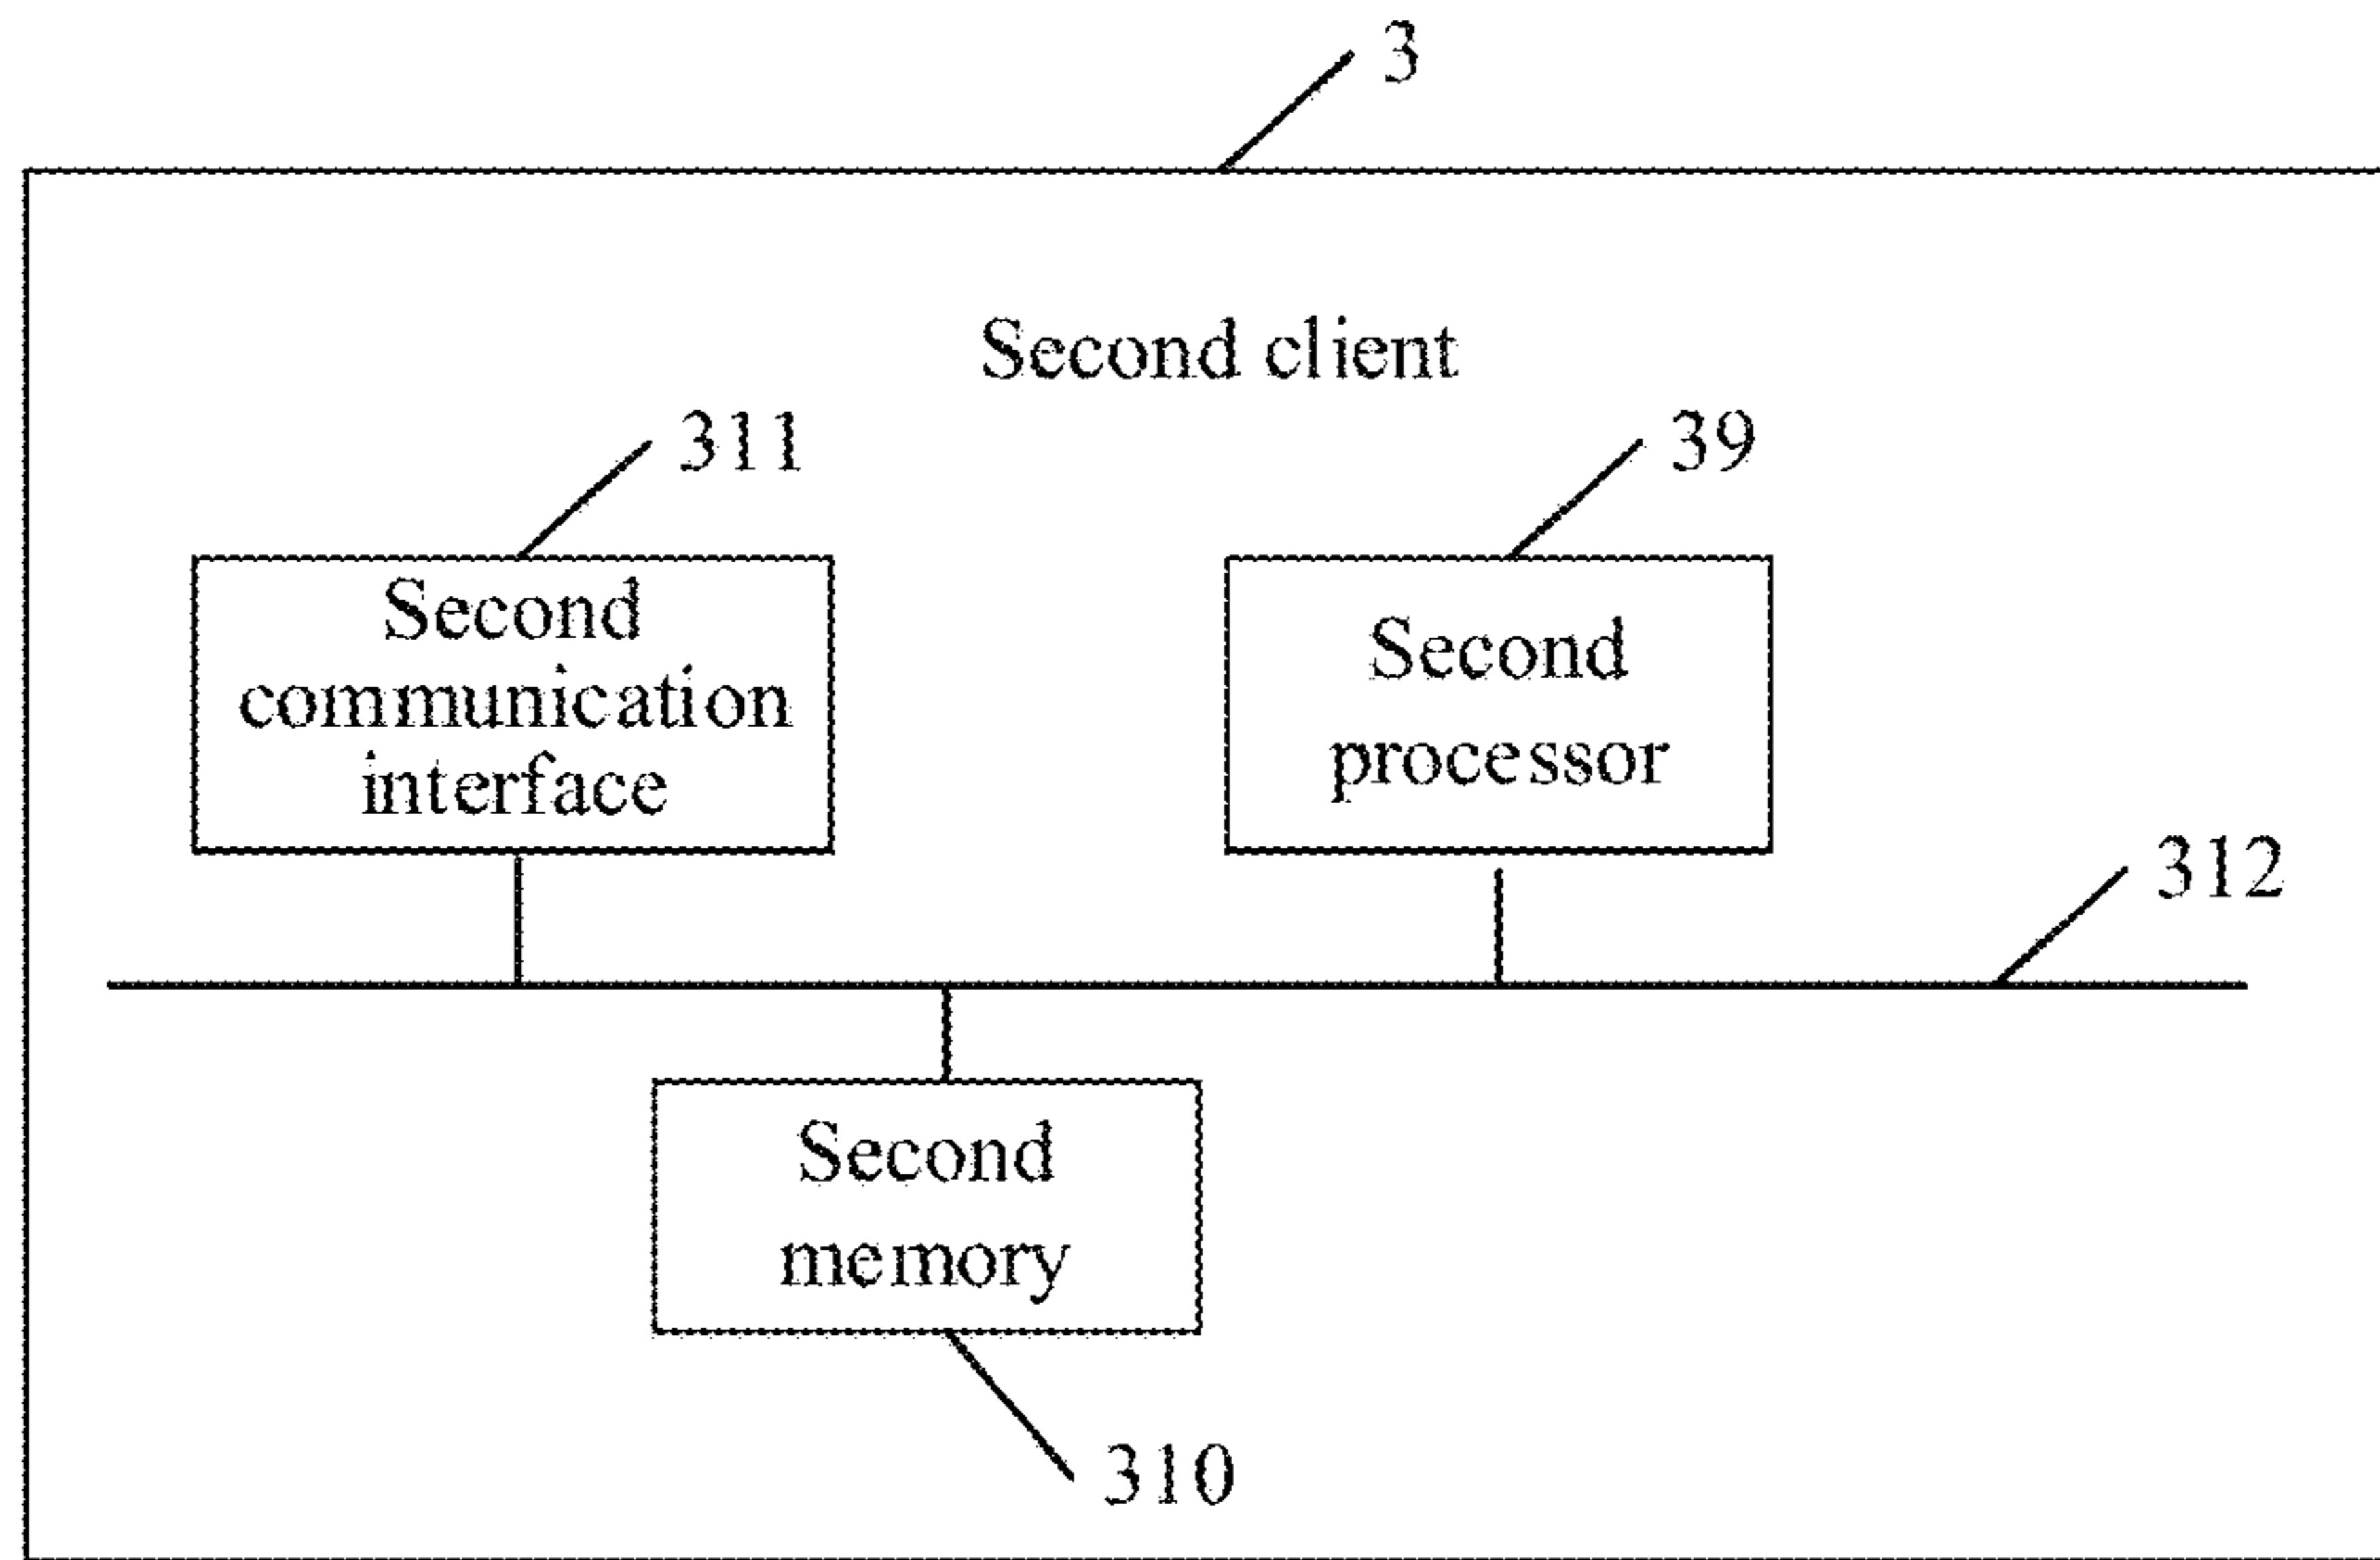 3
Second client
311
39
Second
communication
interface
Second
processor
312
Second
memory
310